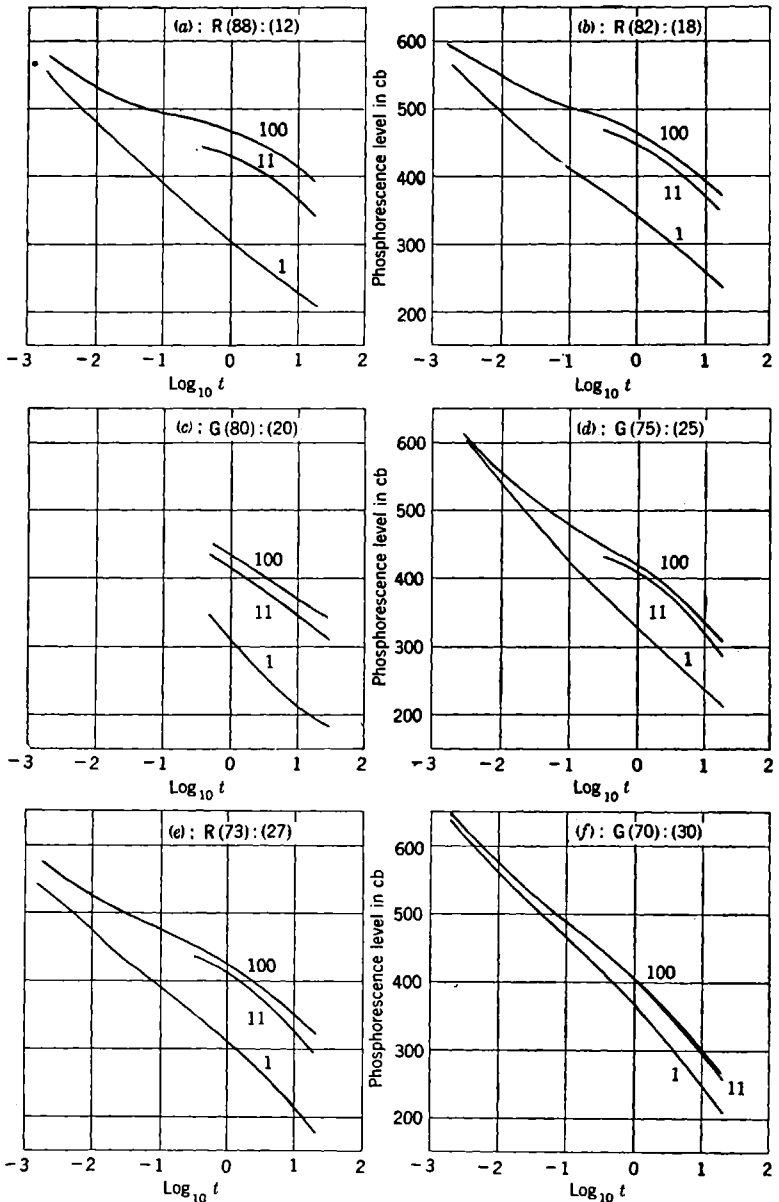 (a): R (88): (12)
100
11
1
−3 −2 −1 0 1 2
Log10 t
(b): R (82): (18)
Phosphorescence level in cb
600
500
400
300
200
100
11
1
−3 −2 −1 0 1 2
Log10 t
(c): G (80): (20)
100
11
1
−3 −2 −1 0 1 2
Log10 t
(d): G (75): (25)
Phosphorescence level in cb
600
500
400
300
200
100
11
1
−3 −2 −1 0 1 2
Log10 t
(e): R (73): (27)
100
11
1
−3 −2 −1 0 1 2
Log10 t
(f): G (70): (30)
Phosphorescence level in cb
600
500
400
300
200
100
1
11
−3 −2 −1 0 1 2
Log10 t